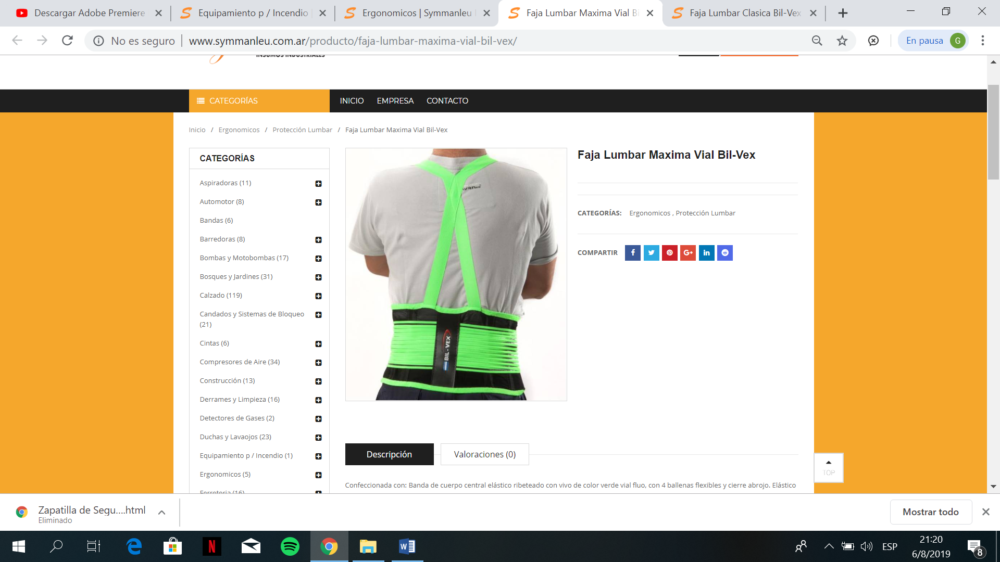 Descargar Adobe Premiere
Equipamiento p / Incendio
Ergonomicos | Symmanleu
Faja Lumbar Maxima Vial Bi
Faja Lumbar Clasica Bil-Vex
No es seguro
www.symmanleu.com.ar/producto/faja-lumbar-maxima-vial-bil-vex/
En pausa
G
INSUMOS INDUSTRIALES
CATEGORÍAS
INICIO
EMPRESA
CONTACTO
Inicio / Ergonomicos / Protección Lumbar / Faja Lumbar Maxima Vial Bil-Vex
CATEGORÍAS
Aspiradoras (11)
Automotor (8)
Bandas (6)
Barredoras (8)
Bombas y Motobombas (17)
Bosques y Jardines (31)
Calzado (119)
Candados y Sistemas de Bloqueo
(21)
Cintas (6)
Compresores de Aire (34)
Construcción (13)
Derrames y Limpieza (16)
Detectores de Gases (2)
Duchas y Lavaojos (23)
Equipamiento p / Incendio (1)
Ergonomicos (5)
Ferreteria (16)
BIL-VEX
Faja Lumbar Maxima Vial Bil-Vex
CATEGORÍAS: Ergonomicos , Protección Lumbar
COMPARTIR
Descripción
Valoraciones (0)
Confeccionada con: Banda de cuerpo central elástico ribeteado con vivo de color verde vial fluo, con 4 ballenas flexibles y cierre abrojo. Elástico
TOP
Zapatilla de Segu....html
Eliminado
Mostrar todo
ESP
21:20
6/8/2019
8